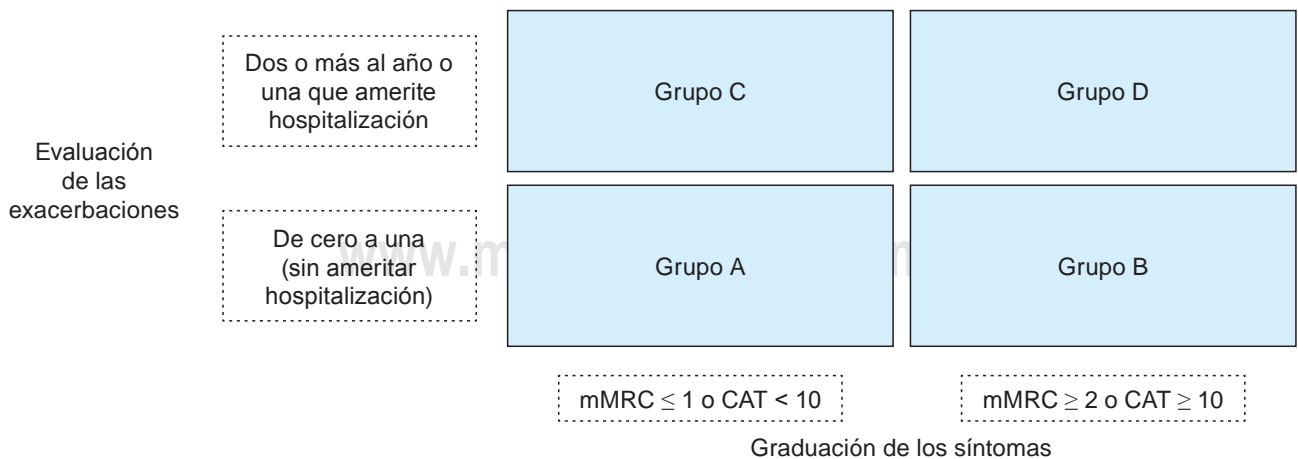 Dos o más al año o
una que amerite
hospitalización
Grupo C
Grupo D
Evaluación
de las
exacerbaciones
De cero a una
(sin ameritar
hospitalización)
Grupo A
Grupo B
mMRC ≤ 1 o CAT < 10
mMRC ≥ 2 o CAT ≥ 10
Graduación de los síntomas